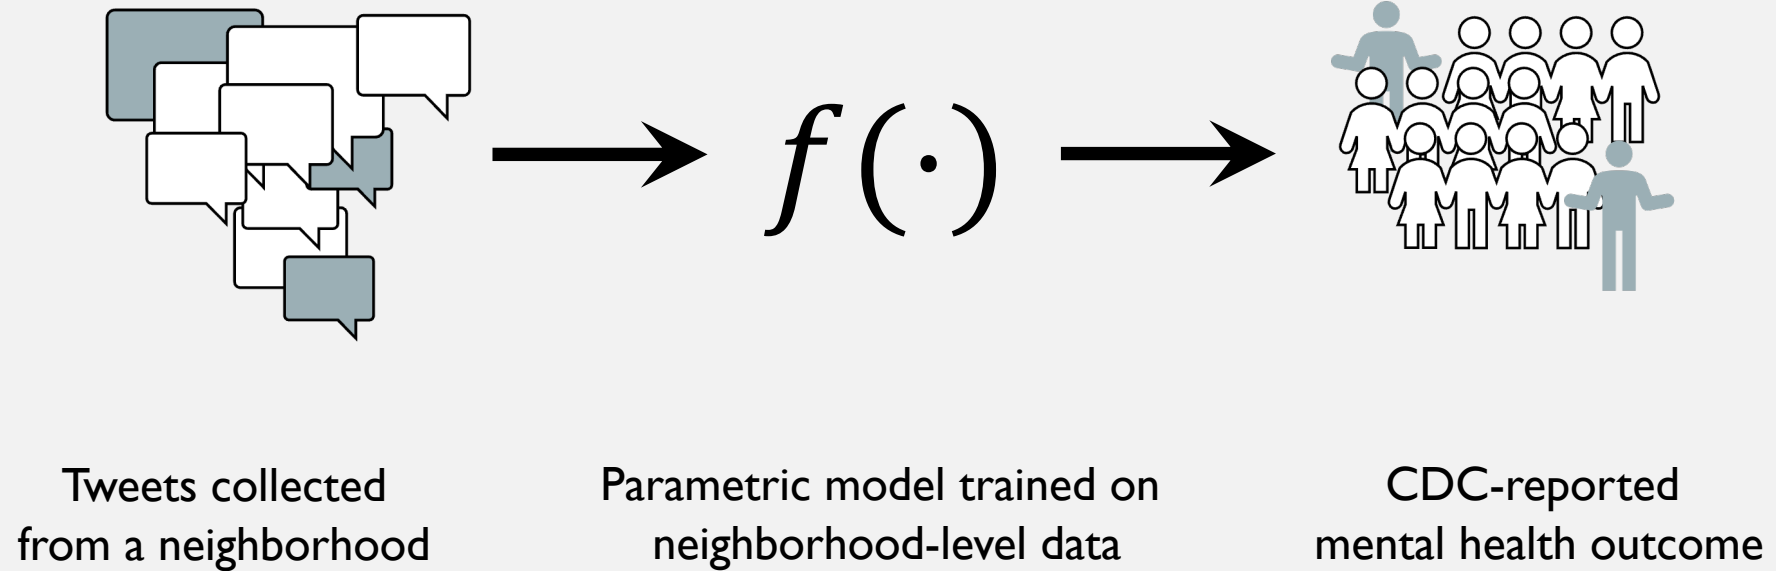 f(·)
Tweets collected
from a neighborhood
Parametric model trained on
neighborhood-level data
CDC-reported
mental health outcome